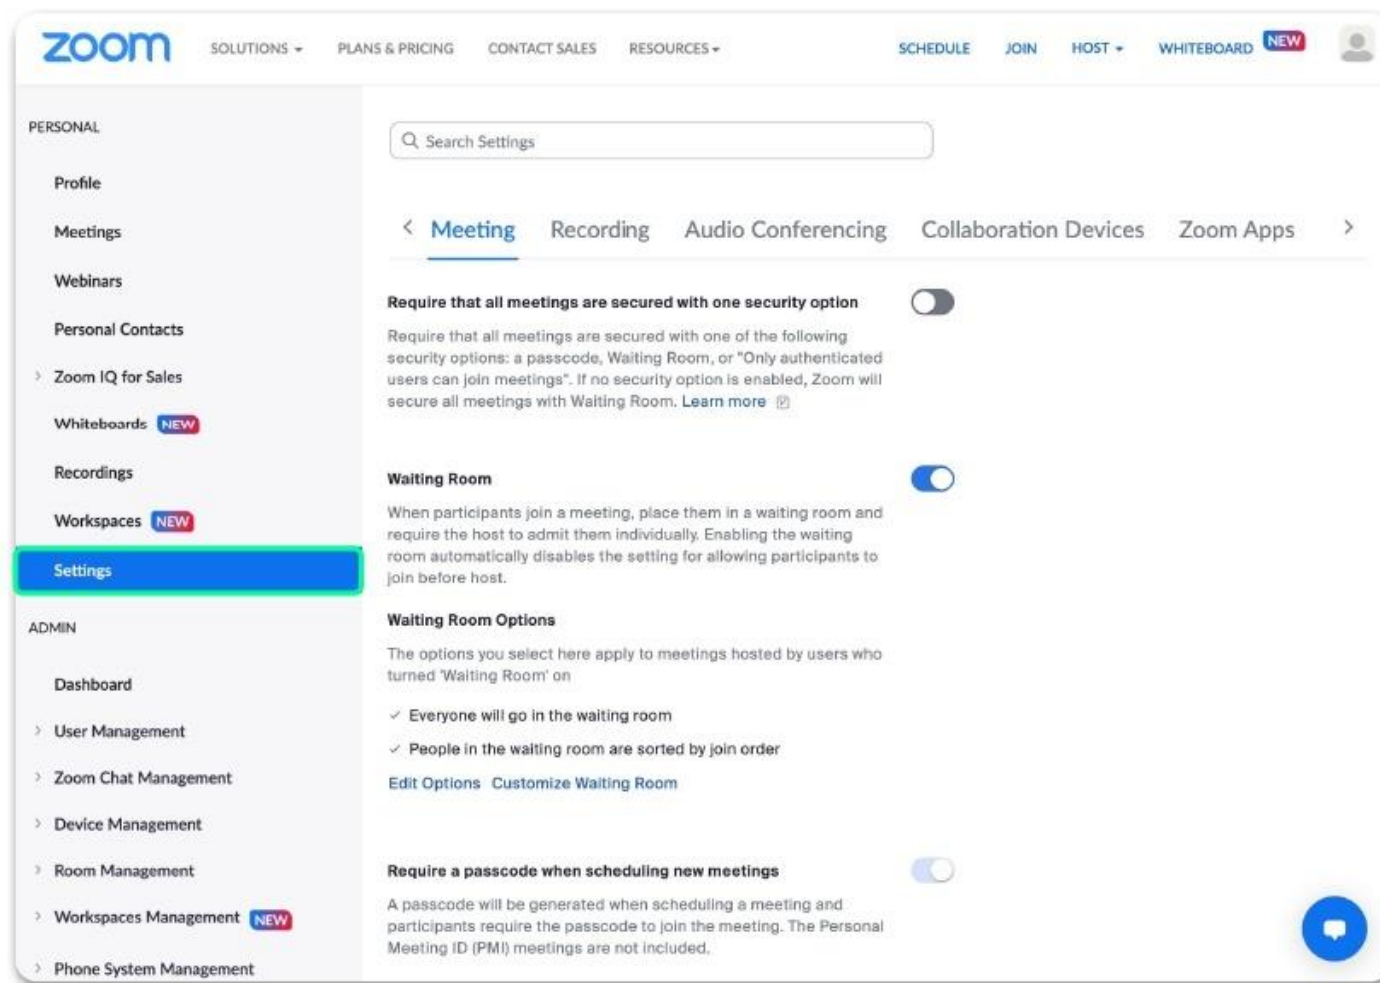 zoom
SOLUTIONS
PLANS & PRICING
CONTACT SALES
RESOURCES
SCHEDULE
JOIN
HOST
WHITEBOARD NEW
PERSONAL
Profile
Meetings
Webinars
Personal Contacts
Zoom IQ for Sales
Whiteboards NEW
Recordings
Workspaces NEW
Settings
ADMIN
Dashboard
User Management
Zoom Chat Management
Device Management
Room Management
Workspaces Management NEW
Phone System Management
Search Settings
Meeting
Recording
Audio Conferencing
Collaboration Devices
Zoom Apps
Require that all meetings are secured with one security option
Require that all meetings are secured with one of the following
security options: a passcode, Waiting Room, or "Only authenticated
users can join meetings". If no security option is enabled, Zoom will
secure all meetings with Waiting Room. Learn more
Waiting Room
When participants join a meeting, place them in a waiting room and
require the host to admit them individually. Enabling the waiting
room automatically disables the setting for allowing participants to
join before host.
Waiting Room Options
The options you select here apply to meetings hosted by users who
turned 'Waiting Room' on
Everyone will go in the waiting room
People in the waiting room are sorted by join order
Edit Options Customize Waiting Room
Require a passcode when scheduling new meetings
A passcode will be generated when scheduling a meeting and
participants require the passcode to join the meeting. The Personal
Meeting ID (PMI) meetings are not included.